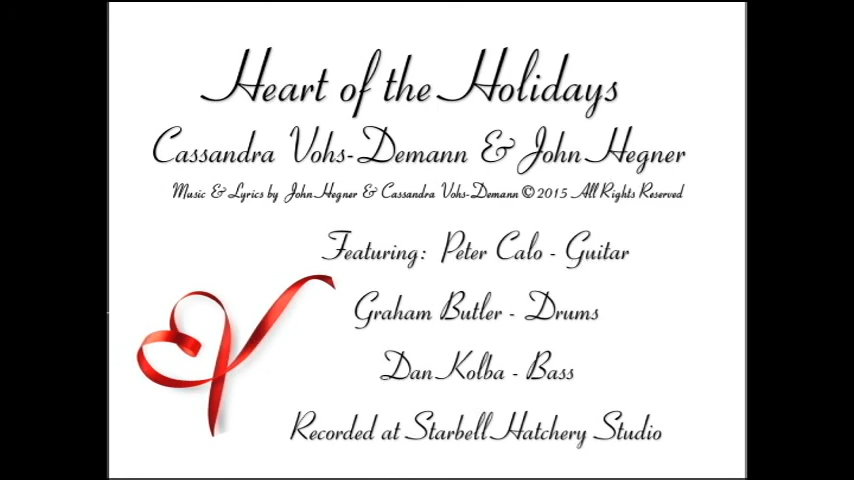 Heart of the Holidays
Cassandra Vohs-Demann & John Hegner
Music & Lyrics by John Hegner & Cassandra Vohs-Demann © 2015 All Rights Reserved
Featuring: Peter Calo - Guitar
Graham Butler - Drums
Dan Kolba - Bass
Recorded at Starbell Hatchery Studio